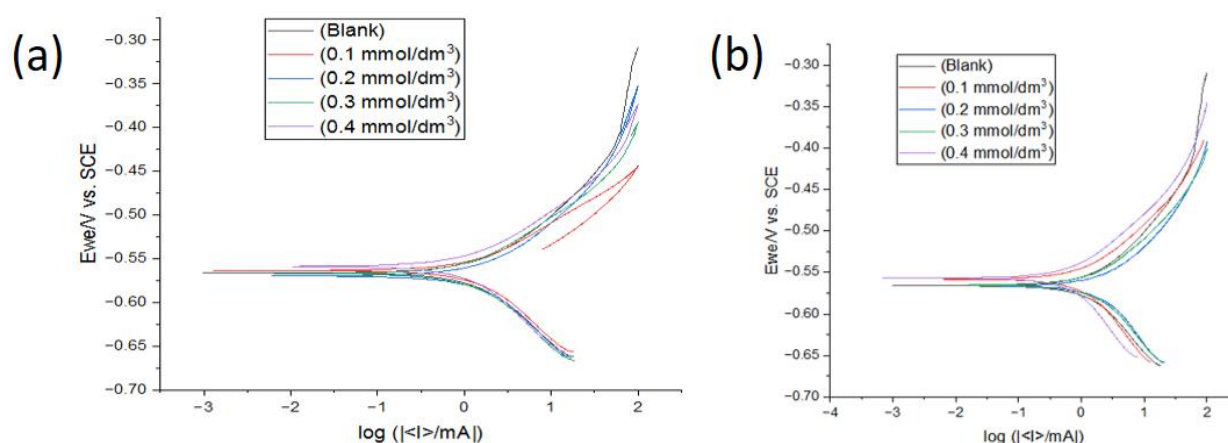 (a)
(Blank)
(0.1 mmol/dm³)
(0.2 mmol/dm³)
(0.3 mmol/dm³)
(0.4 mmol/dm³)
Ewe/V vs. SCE
−0.30
−0.35
−0.40
−0.45
−0.50
−0.55
−0.60
−0.65
−0.70
−3 −2 −1 0 1 2
log (|<I>/mA|)
(b)
(Blank)
(0.1 mmol/dm³)
(0.2 mmol/dm³)
(0.3 mmol/dm³)
(0.4 mmol/dm³)
Ewe/V vs. SCE
−0.30
−0.35
−0.40
−0.45
−0.50
−0.55
−0.60
−0.65
−0.70
−4 −3 −2 −1 0 1 2
log (|<I>/mA|)